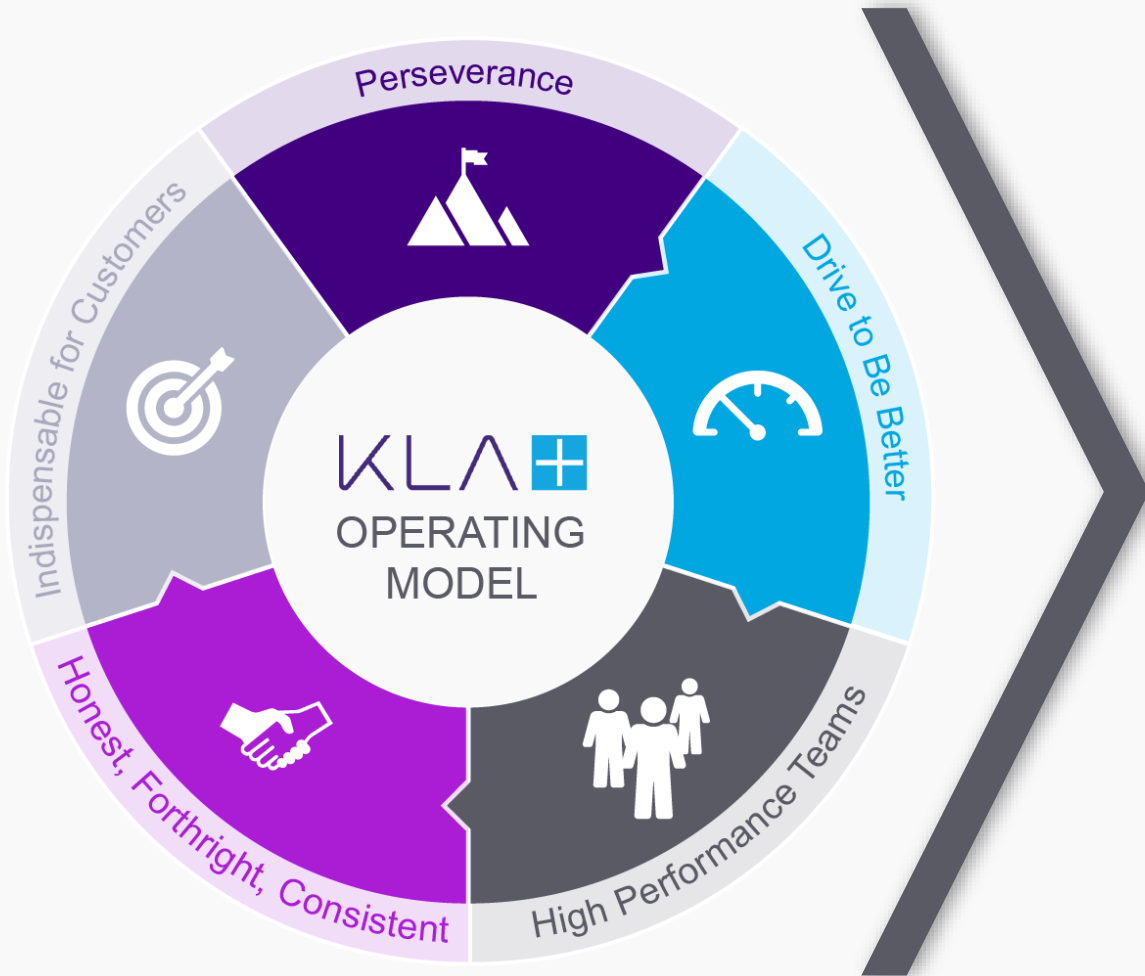 Perseverance
Drive to Be Better
High Performance Teams
Honest, Forthright, Consistent
Indispensable for Customers
KLA+
OPERATING
MODEL